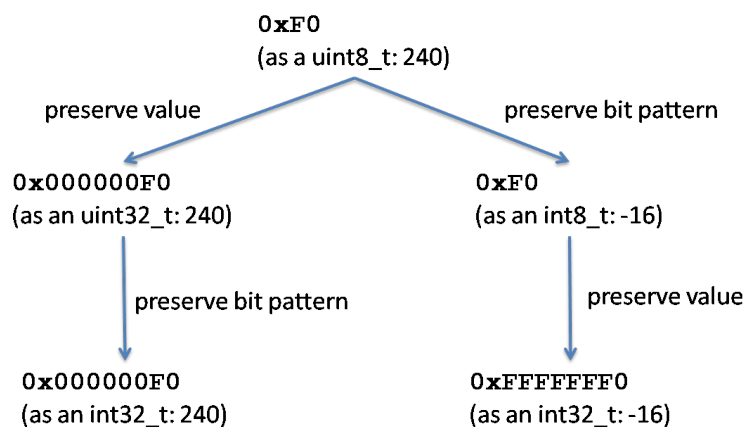 0xF0
(as a uint8_t: 240)
preserve value
preserve bit pattern
0x000000F0
(as an uint32_t: 240)
0xF0
(as an int8_t: -16)
preserve bit pattern
preserve value
0x000000F0
(as an int32_t: 240)
0xFFFFFFF0
(as an int32_t: -16)